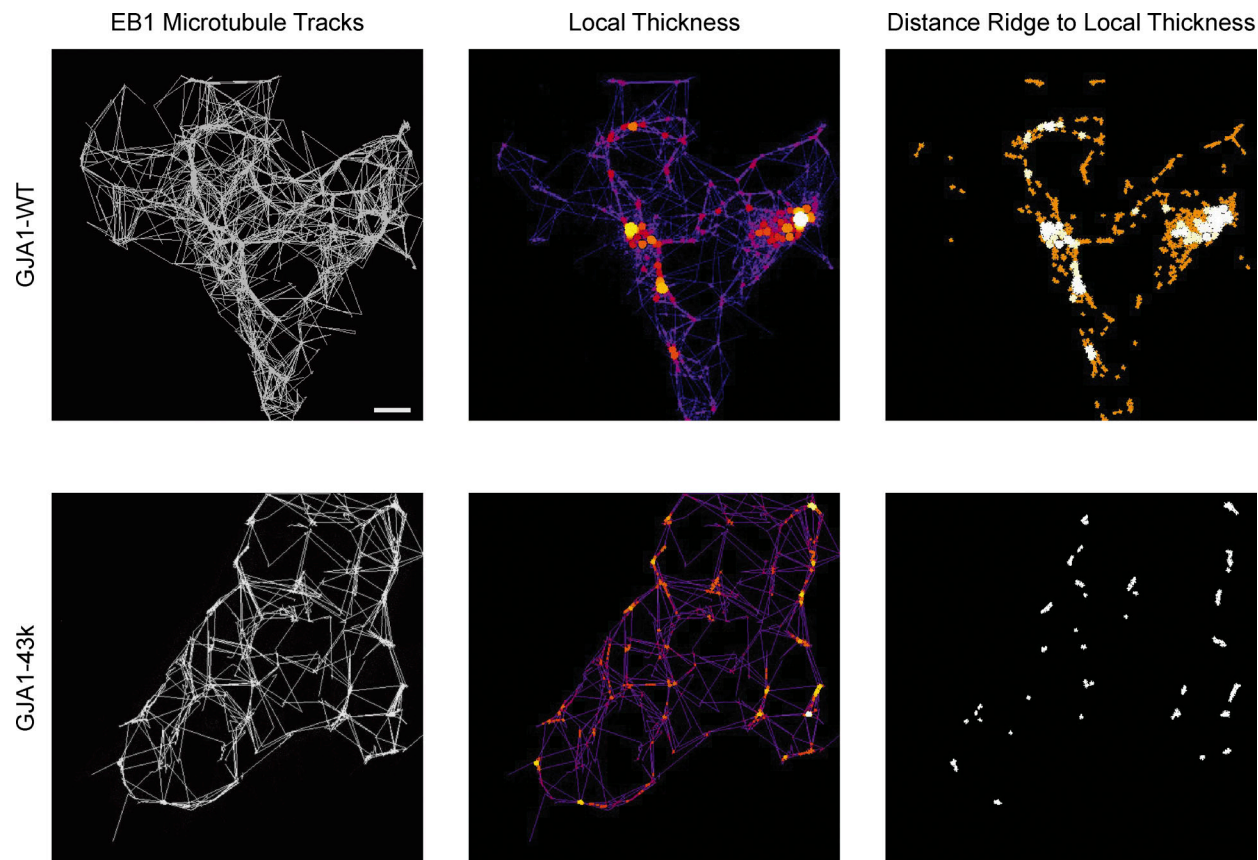 EB1 Microtubule Tracks
Local Thickness
Distance Ridge to Local Thickness
GJA1-WT
GJA1-43k